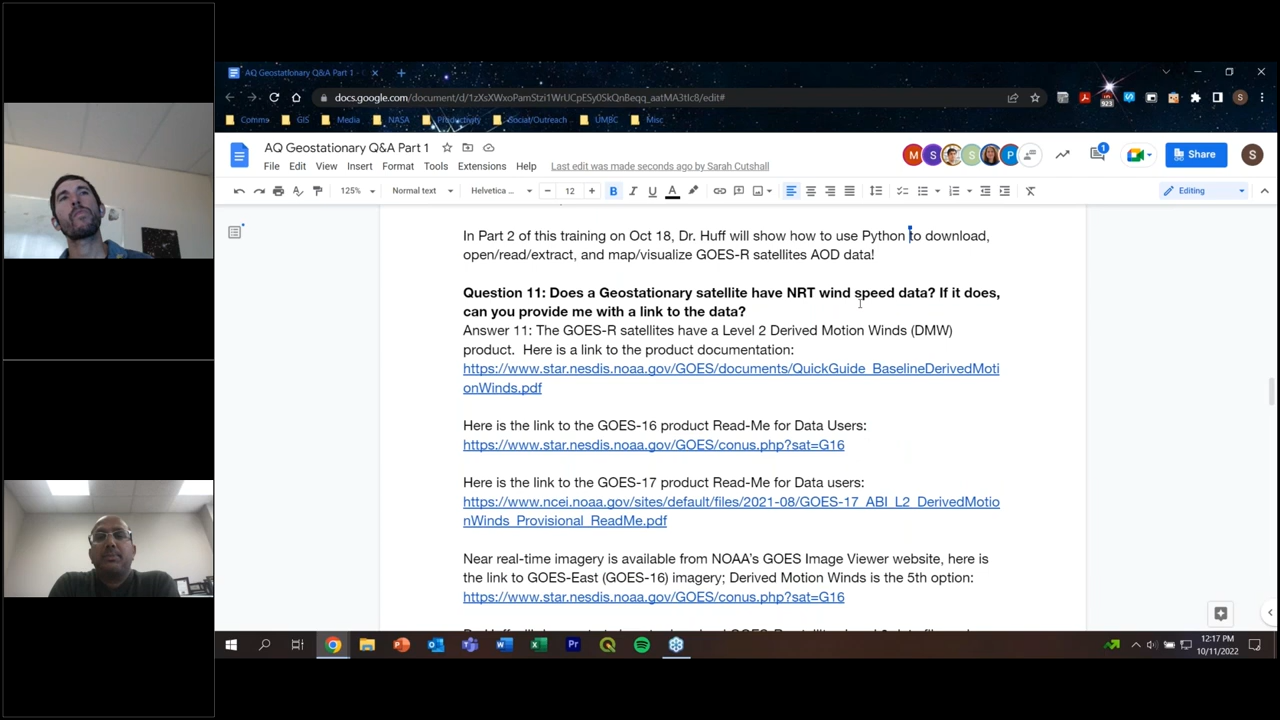 AQ Geostationary Q&A Part 1
docs.google.com/document/d/1zXsXWxoPamStzi1WrUCpESy0SkQnBeqq_aatMA3tIc8/edit#
923
S
Comms GIS Media NASA Productivity Social/Outreach UMBC Misc
AQ Geostationary Q&A Part 1
M S S P 1 Share S
File Edit View Insert Format Tools Extensions Help Last edit was made seconds ago by Sarah Cutshall
125% Normal text Helvetica ... 12 B I U A Editing
In Part 2 of this training on Oct 18, Dr. Huff will show how to use Python to download,
open/read/extract, and map/visualize GOES-R satellites AOD data!
Question 11: Does a Geostationary satellite have NRT wind speed data? If it does,
can you provide me with a link to the data?
Answer 11: The GOES-R satellites have a Level 2 Derived Motion Winds (DMW)
product. Here is a link to the product documentation:
https://www.star.nesdis.noaa.gov/GOES/documents/QuickGuide_BaselineDerivedMoti
onWinds.pdf
Here is the link to the GOES-16 product Read-Me for Data Users:
https://www.star.nesdis.noaa.gov/GOES/conus.php?sat=G16
Here is the link to the GOES-17 product Read-Me for Data users:
https://www.ncei.noaa.gov/sites/default/files/2021-08/GOES-17_ABI_L2_DerivedMotio
nWinds_Provisional_ReadMe.pdf
Near real-time imagery is available from NOAA's GOES Image Viewer website, here is
the link to GOES-East (GOES-16) imagery; Derived Motion Winds is the 5th option:
https://www.star.nesdis.noaa.gov/GOES/conus.php?sat=G16
12:17 PM
10/11/2022